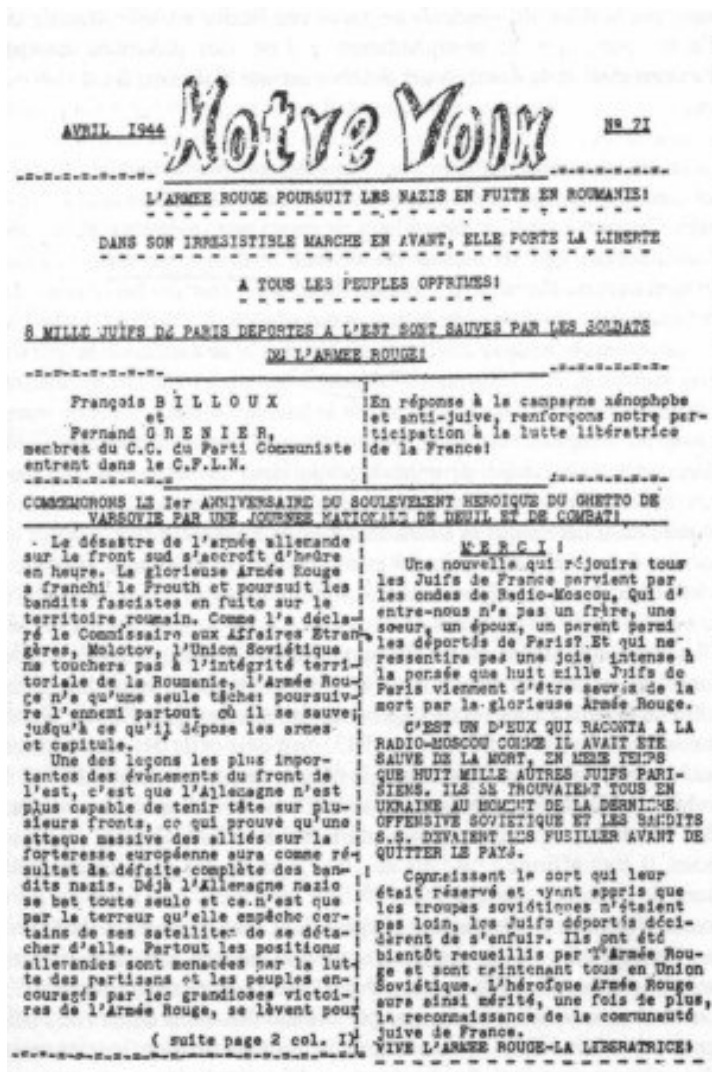 AVRIL 1944
Notre Voix
Nº 71
L'ARMEE ROUGE POURSUIT LES NAZIS EN FUITE EN ROUMANIE!
DANS SON IRRESISTIBLE MARCHE EN AVANT, ELLE PORTE LA LIBERTE
A TOUS LES PEUPLES OPPRIMES!
8 MILLE JUIFS DE PARIS DEPORTES A L'EST SONT SAUVES PAR LES SOLDATS
DE L'ARMEE ROUGE!
François BILLOUX
et
Fernand GRENIER,
membres du C.C. du Parti Communiste
entrent dans le C.F.L.N.
En réponse à la campagne xénophobe
et anti-juive, renforçons notre par-
ticipation à la lutte libératrice
de la France!
COMMEMORONS LE Ier ANNIVERSAIRE DU SOULEVEMENT HEROIQUE DU GHETTO DE
VARSOVIE PAR UNE JOURNEE NATIONALE DE DEUIL ET DE COMBAT!
Le désastre de l'armée allemande
sur le front sud s'accroît d'heure
en heure. La glorieuse Armée Rouge
a franchi le Prouth et poursuit les
bandits fascistes en fuite sur le
territoire roumain. Comme l'a décla-
ré le Commissaire aux Affaires Etran-
gères, Molotov, l'Union Soviétique
ne touchera pas à l'intégrité terri-
toriale de la Roumanie, l'Armée Rou-
ge n'a qu'une seule tâche: poursuiv-
re l'ennemi partout où il se sauve,
jusqu'à ce qu'il dépose les armes
et capitule.
Une des leçons les plus impor-
tantes des événements du front de
l'est, c'est que l'Allemagne n'est
plus capable de tenir tête sur plu-
sieurs fronts, ce qui prouve qu'une
attaque massive des alliés sur la
forteresse européenne aura comme ré-
sultat la défaite complète des ban-
dits nazis. Déjà l'Allemagne nazie
se bat toute seule et ce n'est que
par la terreur qu'elle empêche cer-
tains de ses satellites de se déta-
cher d'elle. Partout les positions
allemandes sont menacées par la lut-
te des partisans et les peuples en-
couragés par les grandioses victoi-
res de l'Armée Rouge, se lèvent pour
( suite page 2 col. I)
MERCI!
Une nouvelle qui réjouira tous
les Juifs de France parvient par
les ondes de Radio-Moscou. Qui d'
entre-nous n'a pas un frère, une
soeur, un époux, un parent parmi
les déportés de Paris? Et qui ne
ressentira pas une joie intense à
la pensée que huit mille Juifs de
Paris viennent d'être sauvés de la
mort par la glorieuse Armée Rouge.
C'EST UN D'EUX QUI RACONTA A LA
RADIO-MOSCOU COMME IL AVAIT ETE
SAUVE DE LA MORT, EN MEME TEMPS
QUE HUIT MILLE AUTRES JUIFS PARI-
SIENS. ILS SE TROUVAIENT TOUS EN
UKRAINE AU MOMENT DE LA DERNIERE
OFFENSIVE SOVIETIQUE ET LES BANDITS
S.S. DEVAIENT LES FUSILLER AVANT DE
QUITTER LE PAYS.
Connaissant le sort qui leur
était réservé et ayant appris que
les troupes soviétiques n'étaient
pas loin, les Juifs déportés déci-
dèrent de s'enfuir. Ils ont été
bientôt recueillis par l'Armée Rou-
ge et sont maintenant tous en Union
Soviétique. L'héroïque Armée Rouge
aura ainsi mérité, une fois de plus,
la reconnaissance de la communauté
juive de France.
VIVE L'ARMEE ROUGE-LA LIBERATRICE!